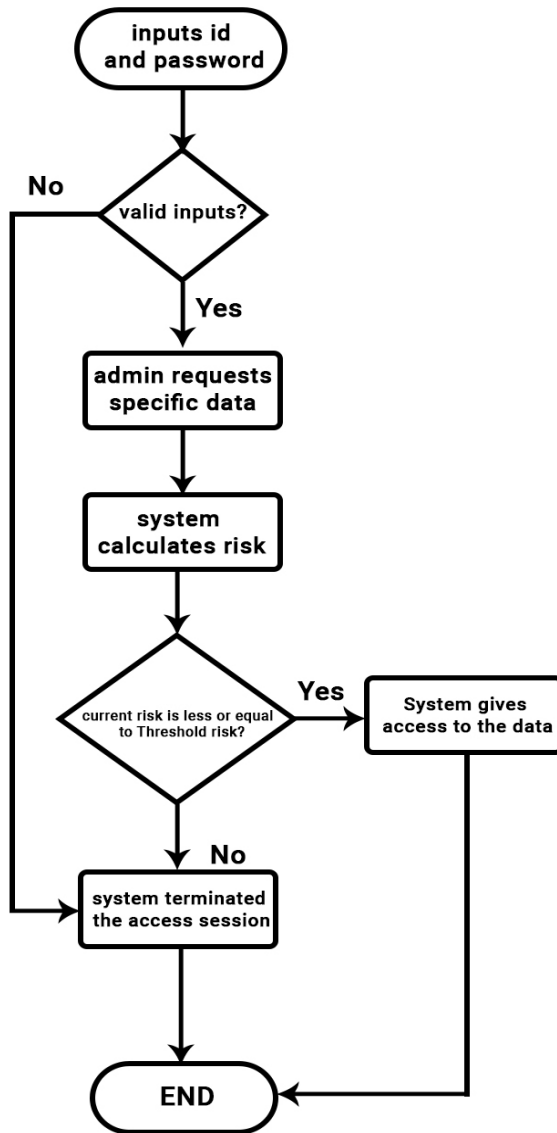 inputs id
and password
No
valid inputs?
Yes
admin requests
specific data
system
calculates risk
current risk is less or equal
to Threshold risk?
Yes
System gives
access to the data
No
system terminated
the access session
END